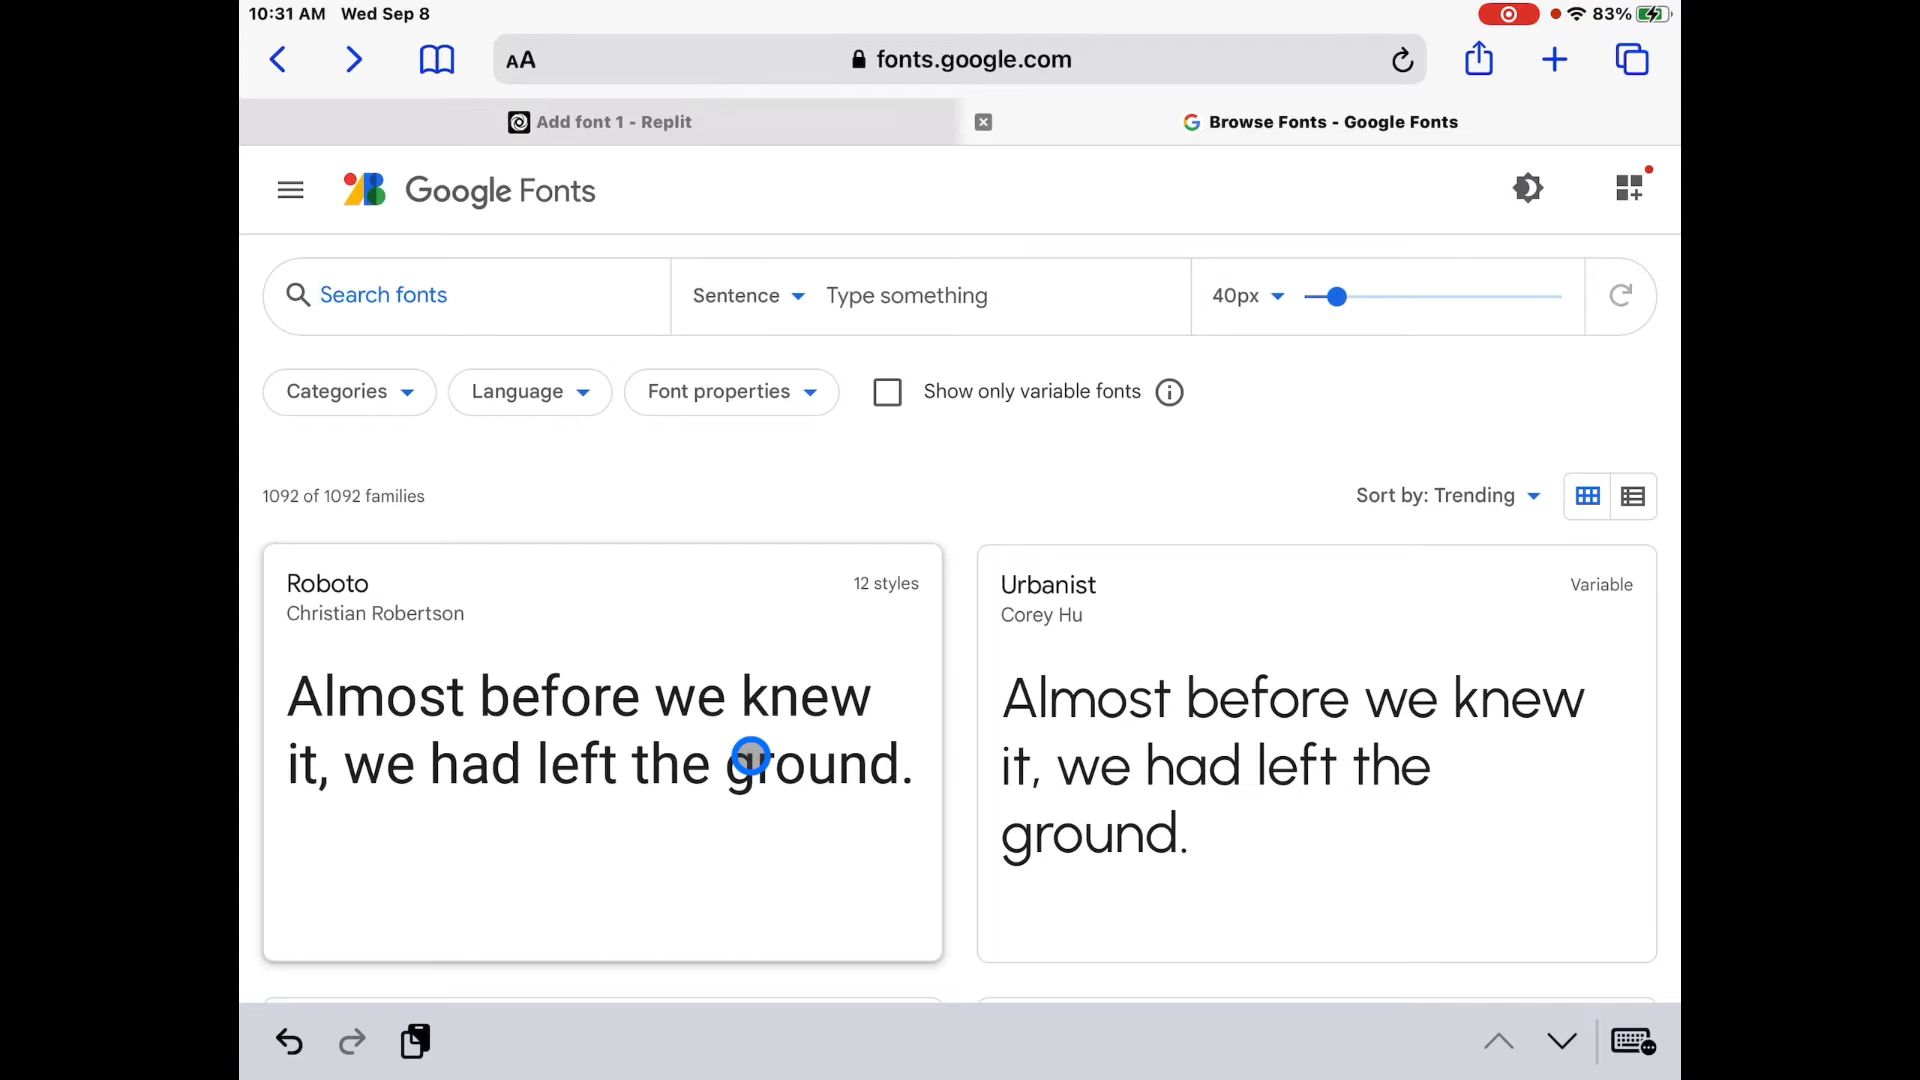 10:31 AM Wed Sep 8 83%
AA fonts.google.com
Add font 1 - Replit Browse Fonts - Google Fonts
Google Fonts
Search fonts Sentence Type something 40px
Categories Language Font properties Show only variable fonts
1092 of 1092 families Sort by: Trending
Roboto 12 styles
Christian Robertson
Almost before we knew
it, we had left the ground.
Urbanist Variable
Corey Hu
Almost before we knew
it, we had left the
ground.